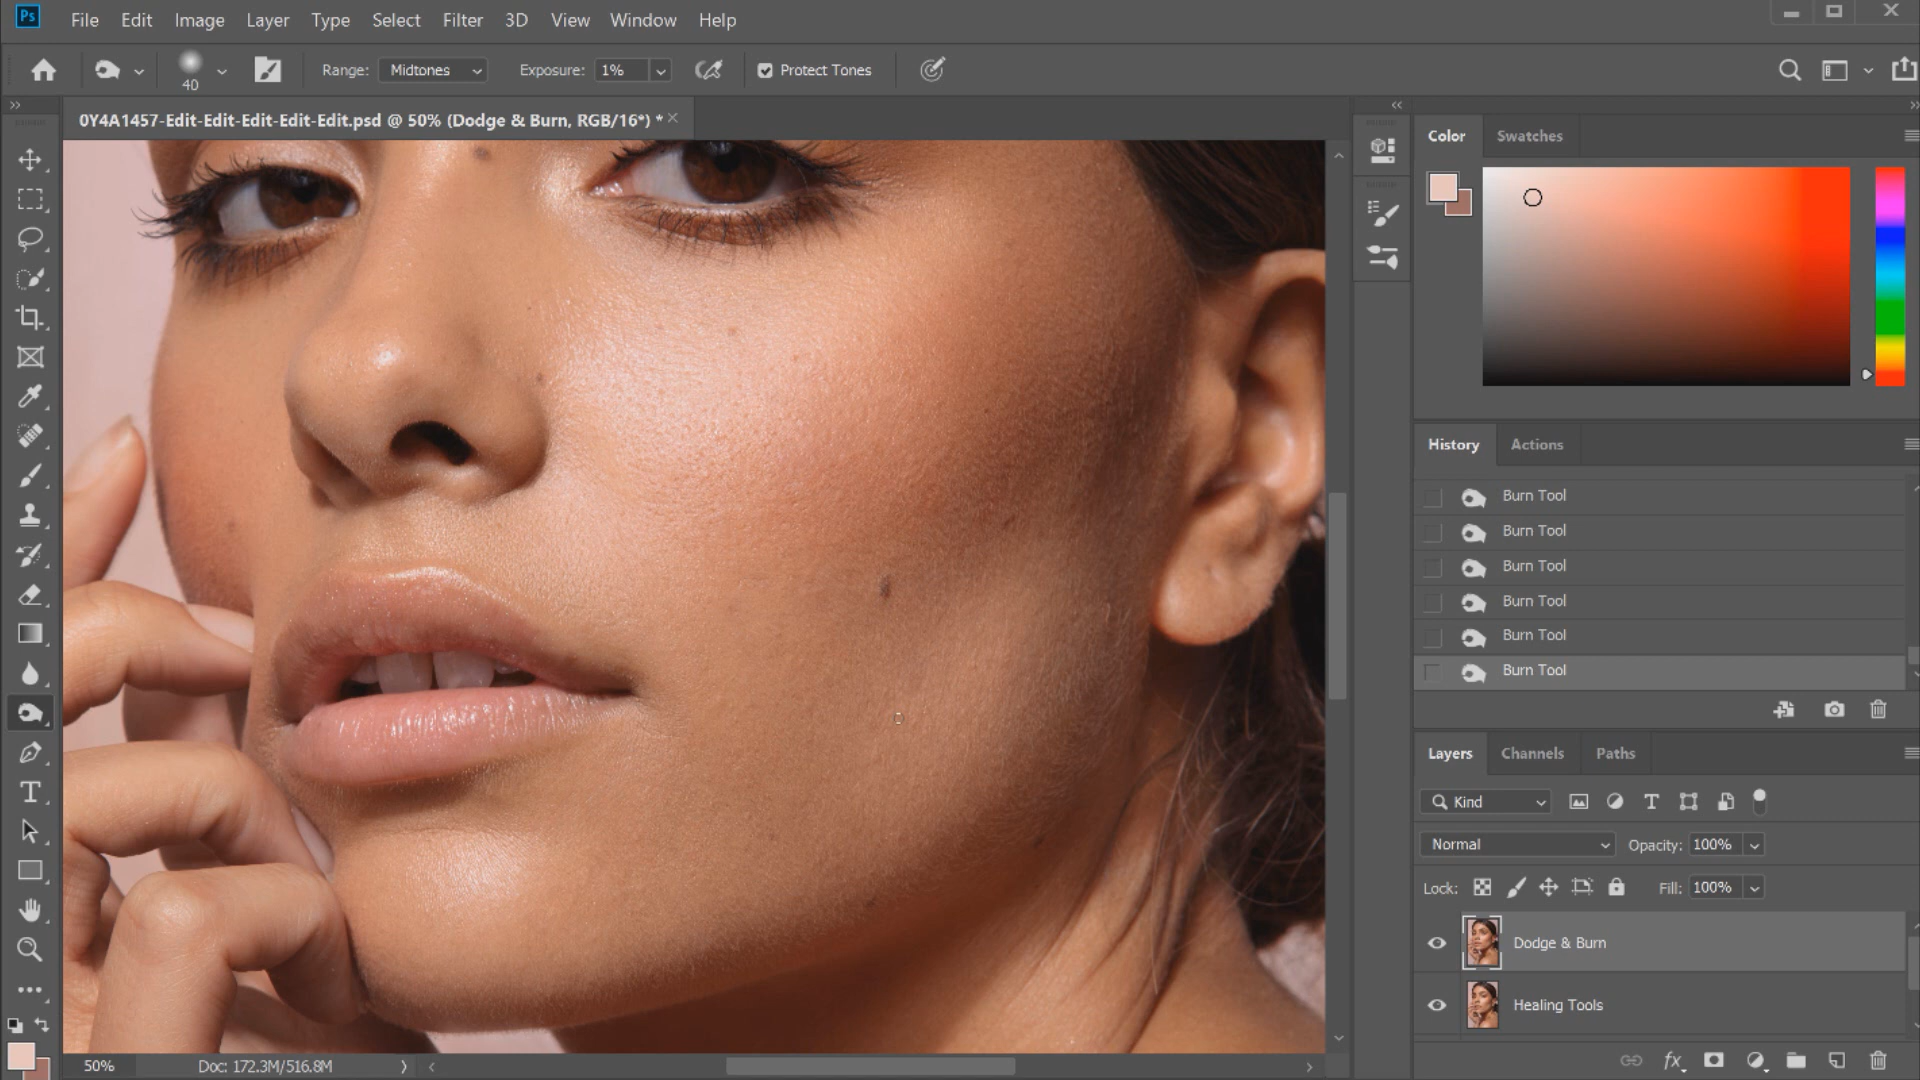 Ps File Edit Image Layer Type Select Filter 3D View Window Help
40 Range: Midtones Exposure: 1% Protect Tones
0Y4A1457-Edit-Edit-Edit-Edit-Edit.psd @ 50% (Dodge & Burn, RGB/16*) *
Color Swatches
History Actions
Burn Tool
Burn Tool
Burn Tool
Burn Tool
Burn Tool
Burn Tool
Layers Channels Paths
Kind
Normal Opacity: 100%
Lock: Fill: 100%
Dodge & Burn
Healing Tools
50% Doc: 172.3M/516.8M